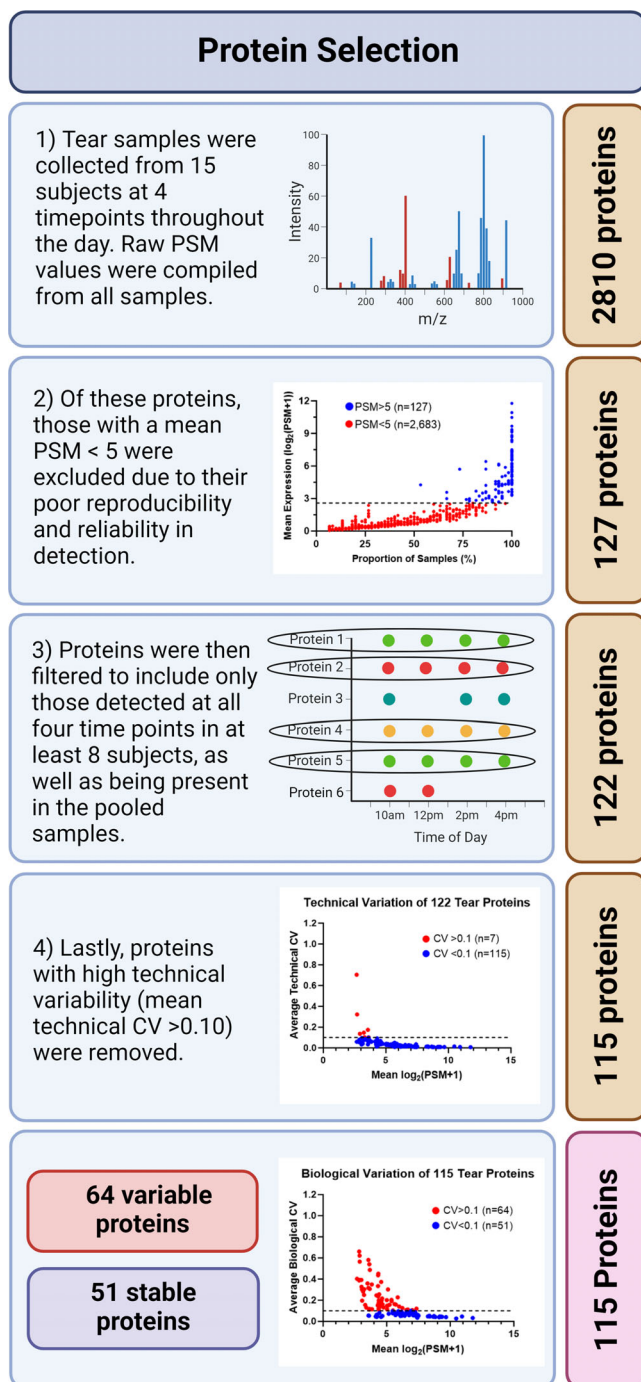 Protein Selection
1) Tear samples were
collected from 15
subjects at 4
timepoints throughout
the day. Raw PSM
values were compiled
from all samples.
Intensity
100
80
60
40
20
0
200 400 600 800 1000
m/z
2810 proteins
2) Of these proteins,
those with a mean
PSM < 5 were
excluded due to their
poor reproducibility
and reliability in
detection.
Mean Expression (log₂(PSM+1))
12
9
6
3
0
PSM>5 (n=127)
PSM<5 (n=2,683)
0 25 50 75 100
Proportion of Samples (%)
127 proteins
3) Proteins were then
filtered to include only
those detected at all
four time points in at
least 8 subjects, as
well as being present
in the pooled
samples.
Protein 1
Protein 2
Protein 3
Protein 4
Protein 5
Protein 6
10am 12pm 2pm 4pm
Time of Day
122 proteins
4) Lastly, proteins
with high technical
variability (mean
technical CV >0.10)
were removed.
Technical Variation of 122 Tear Proteins
Average Technical CV
1.2
1.0
0.8
0.6
0.4
0.2
0.0
CV >0.1 (n=7)
CV <0.1 (n=115)
0 5 10 15
Mean log₂(PSM+1)
115 proteins
64 variable
proteins
51 stable
proteins
Biological Variation of 115 Tear Proteins
Average Biological CV
1.2
1.0
0.8
0.6
0.4
0.2
0.0
CV>0.1 (n=64)
CV<0.1 (n=51)
0 5 10 15
Mean log₂(PSM+1)
115 Proteins